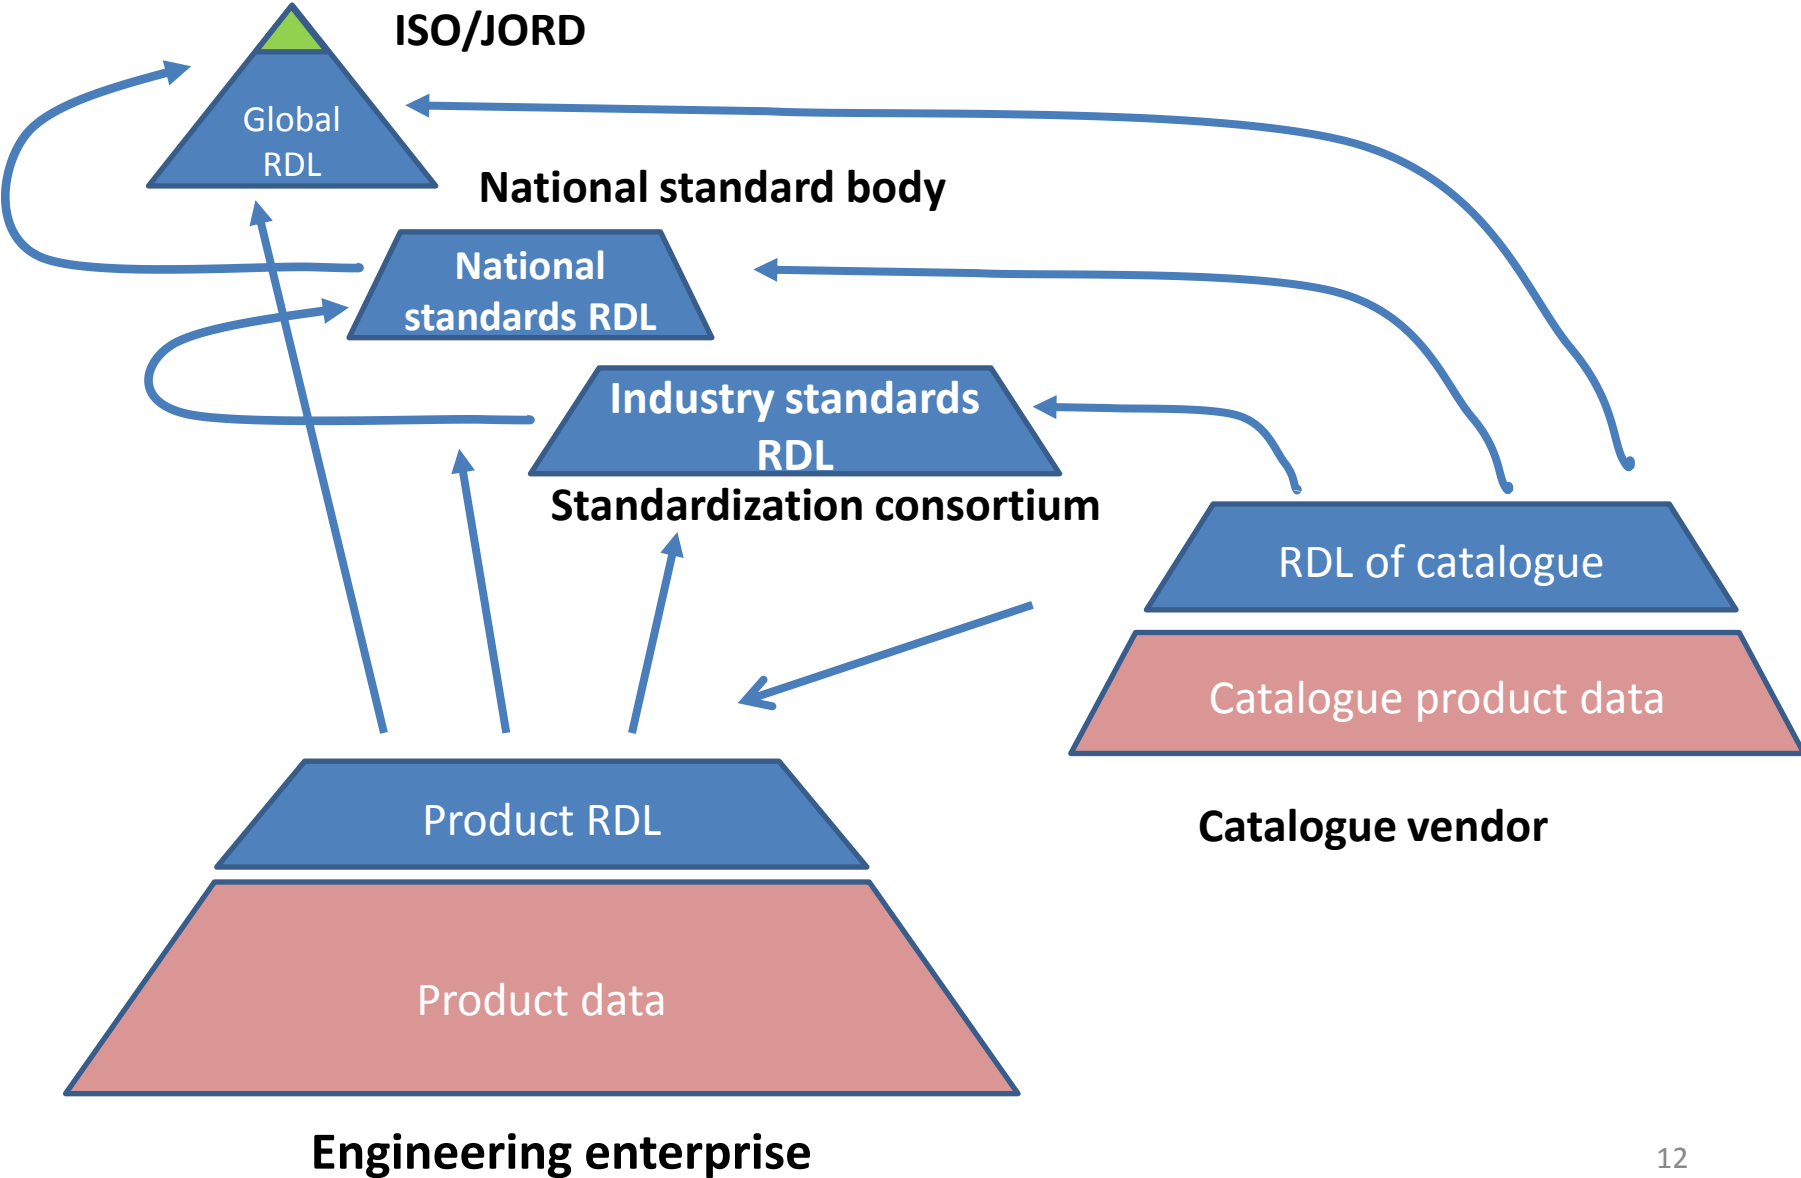 ISO/JORD
Global
RDL
National standard body
National
standards RDL
Industry standards
RDL
Standardization consortium
RDL of catalogue
Catalogue product data
Catalogue vendor
Product RDL
Product data
Engineering enterprise
12